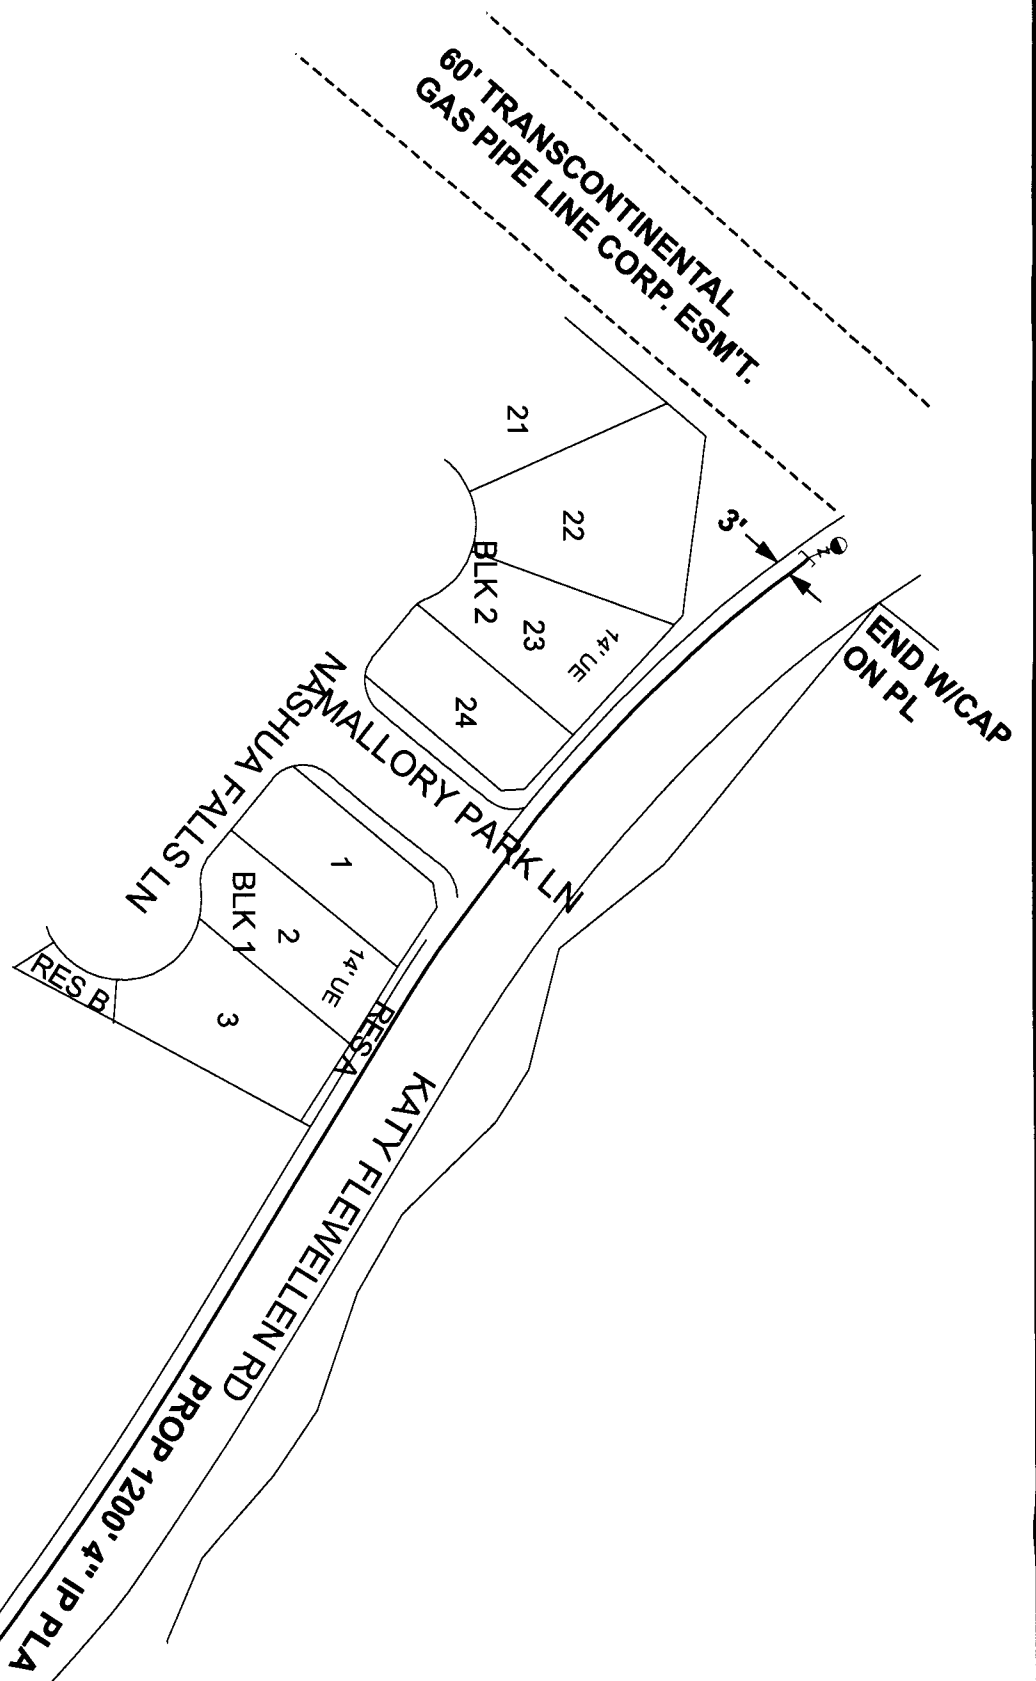 60' TRANSCONTINENTAL
GAS PIPE LINE CORP. ESM'T.
21
22
3'
BLK 2
23
14' UE
24
END W/CAP
ON PL
NASHUA FALLS LN
MALLORY PARK LN
1
BLK 1
2
14' UE
RES B
3
RES A
KATY FLEWELLEN RD
PROP 1200' 4" IP PLA